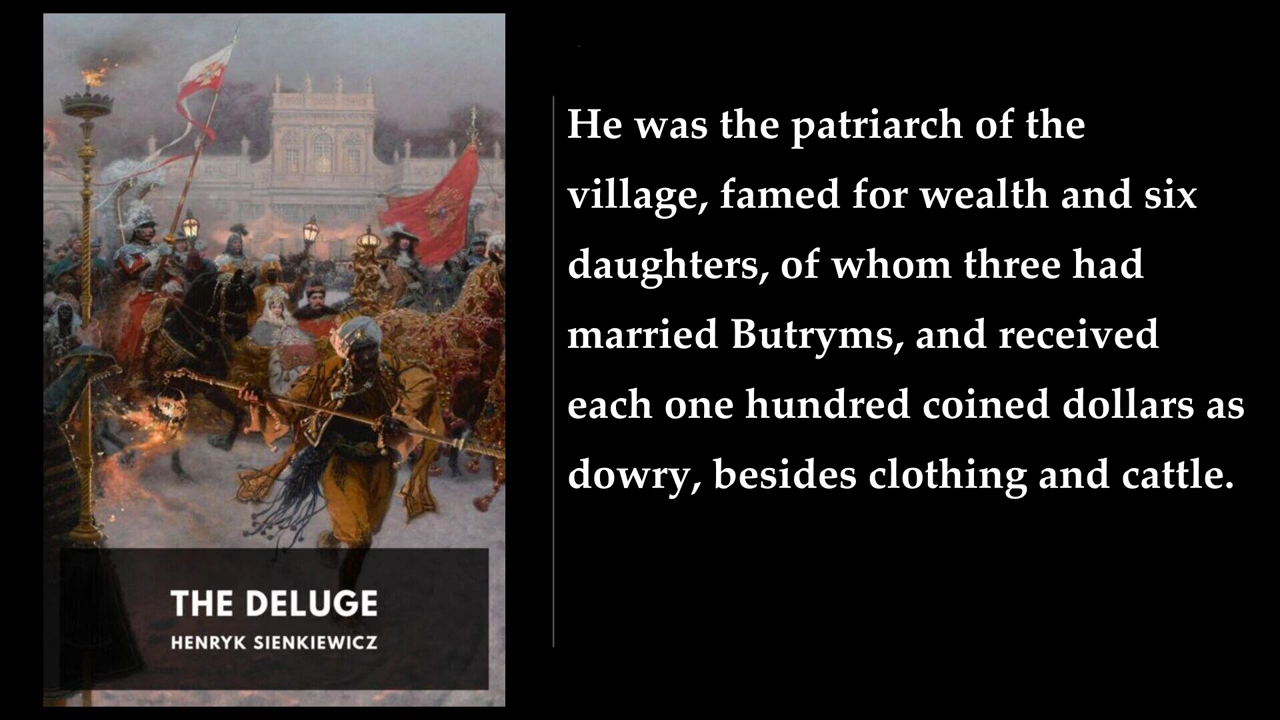 He was the patriarch of the
village, famed for wealth and six
daughters, of whom three had
married Butryms, and received
each one hundred coined dollars as
dowry, besides clothing and cattle.
THE DELUGE
HENRYK SIENKIEWICZ